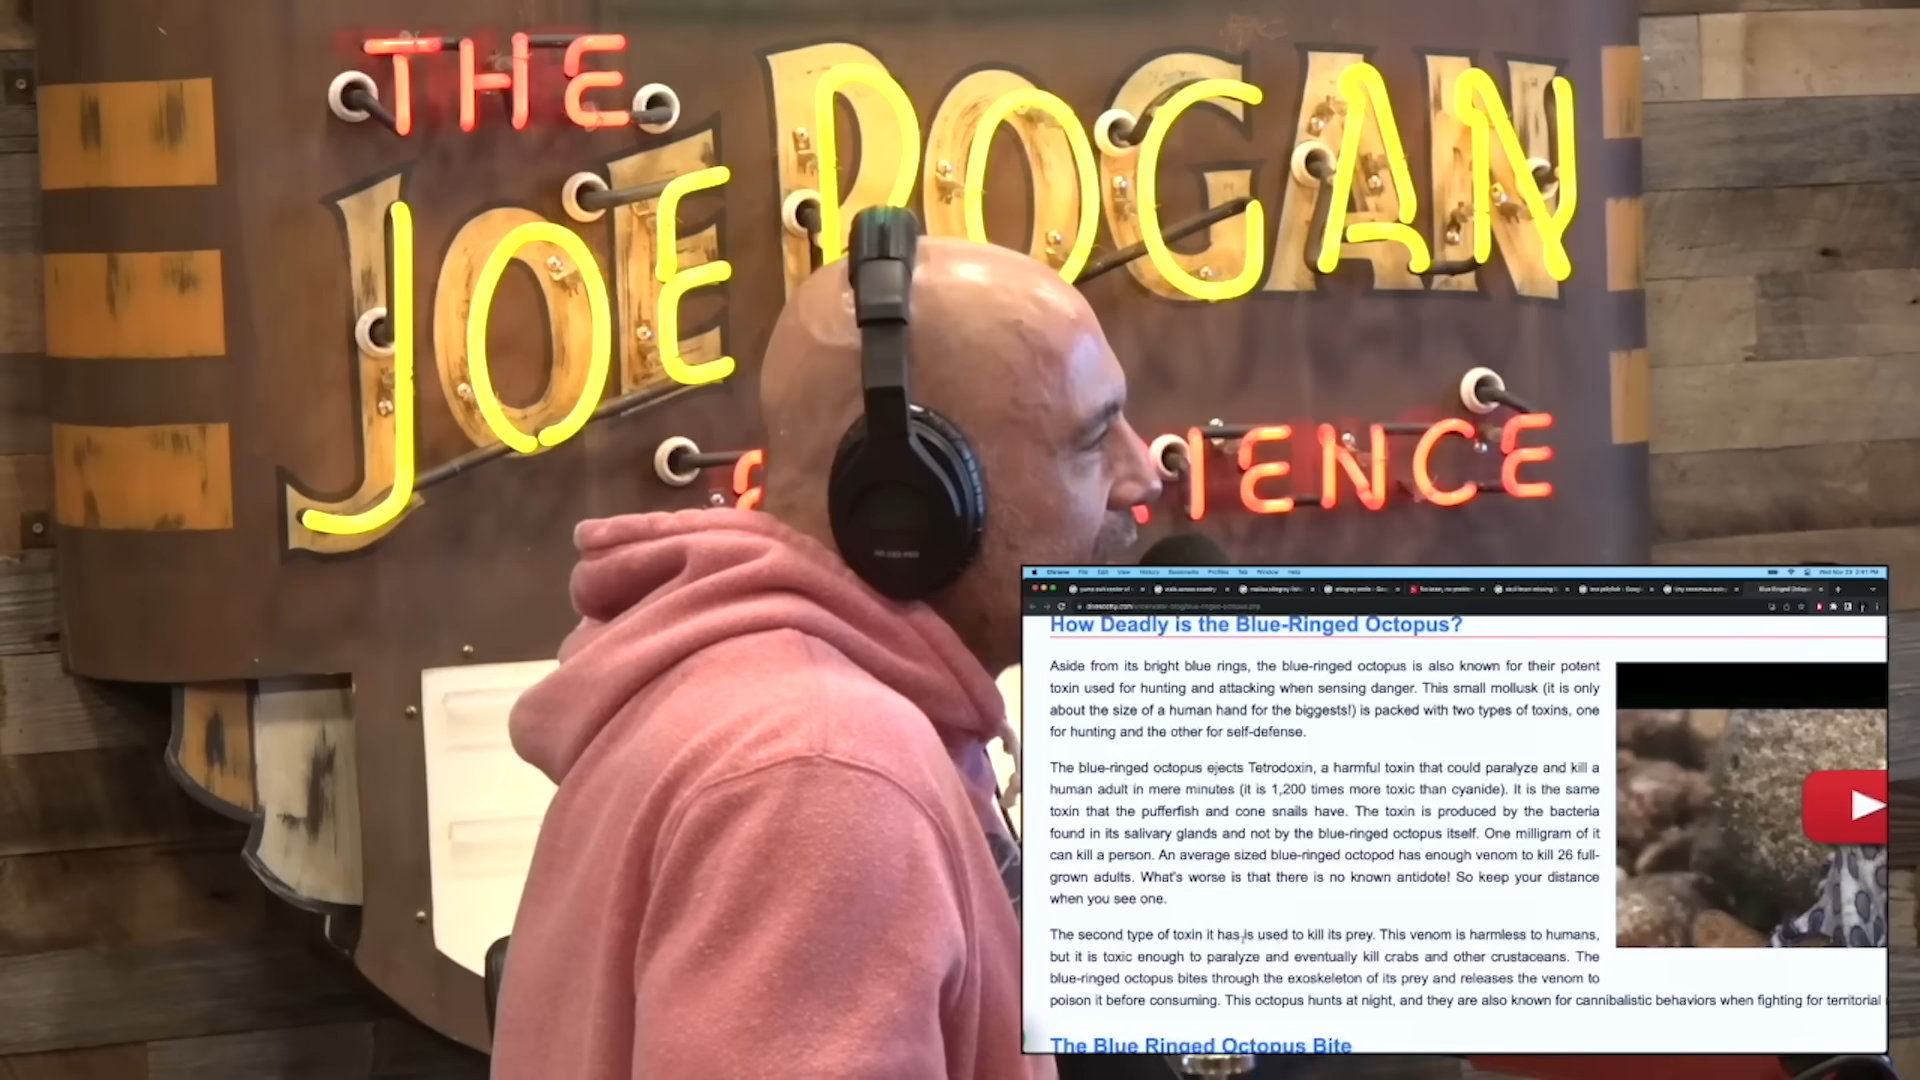 THE
JOE ROGAN
IENCE
Chrome File Edit View History Bookmarks Profiles Tab Window Help
How Deadly is the Blue-Ringed Octopus?
Aside from its bright blue rings, the blue-ringed octopus is also known for their potent
toxin used for hunting and attacking when sensing danger. This small mollusk (it is only
about the size of a human hand for the biggests!) is packed with two types of toxins, one
for hunting and the other for self-defense.
The blue-ringed octopus ejects Tetrodoxin, a harmful toxin that could paralyze and kill a
human adult in mere minutes (it is 1,200 times more toxic than cyanide). It is the same
toxin that the pufferfish and cone snails have. The toxin is produced by the bacteria
found in its salivary glands and not by the blue-ringed octopus itself. One milligram of it
can kill a person. An average sized blue-ringed octopod has enough venom to kill 26 full-
grown adults. What's worse is that there is no known antidote! So keep your distance
when you see one.
The second type of toxin it has is used to kill its prey. This venom is harmless to humans,
but it is toxic enough to paralyze and eventually kill crabs and other crustaceans. The
blue-ringed octopus bites through the exoskeleton of its prey and releases the venom to
poison it before consuming. This octopus hunts at night, and they are also known for cannibalistic behaviors when fighting for territorial
The Blue Ringed Octopus Bite